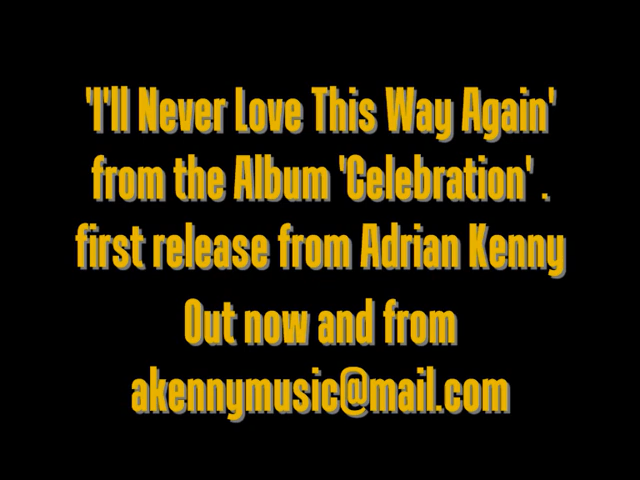 'I'll Never Love This Way Again'
from the Album 'Celebration' .
first release from Adrian Kenny
Out now and from
akennymusic@mail.com